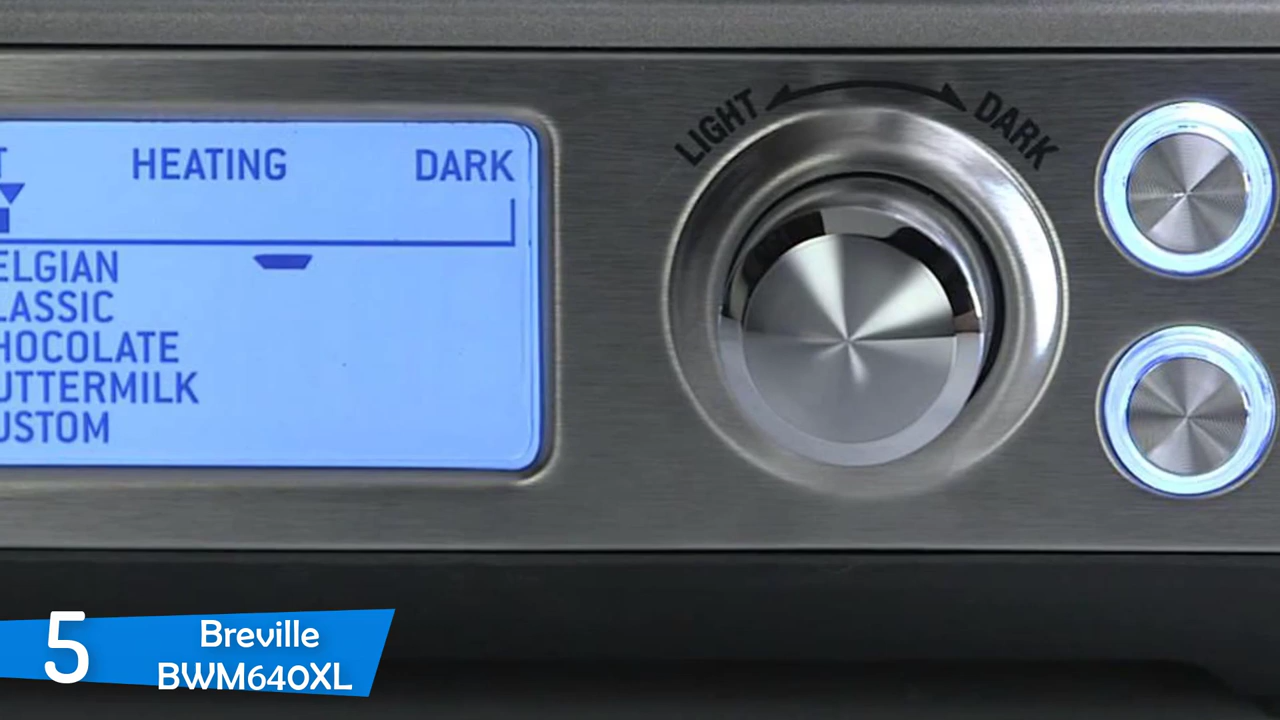 T HEATING DARK
ELGIAN
LASSIC
HOCOLATE
UTTERMILK
USTOM
LIGHT DARK
5 Breville
BWM640XL